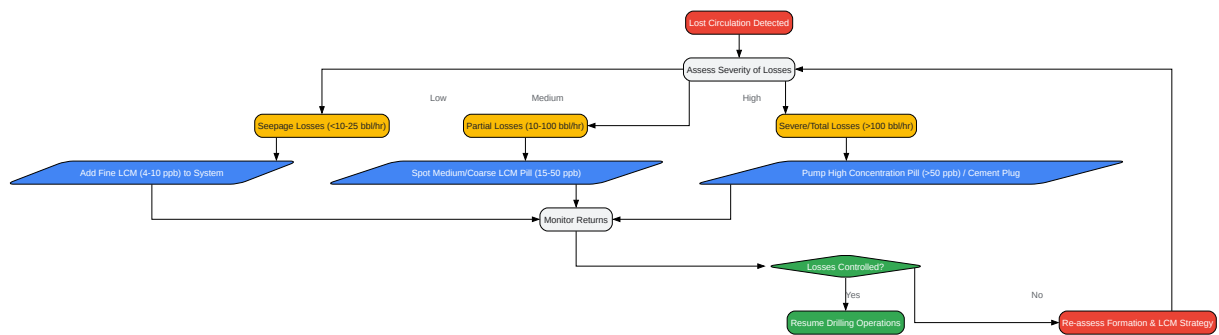 Lost Circulation Detected
Assess Severity of Losses
Low
Medium
High
Seepage Losses (<10-25 bbl/hr)
Partial Losses (10-100 bbl/hr)
Severe/Total Losses (>100 bbl/hr)
Add Fine LCM (4-10 ppb) to System
Spot Medium/Coarse LCM Pill (15-50 ppb)
Pump High Concentration Pill (>50 ppb) / Cement Plug
Monitor Returns
Losses Controlled?
Yes
No
Resume Drilling Operations
Re-assess Formation & LCM Strategy